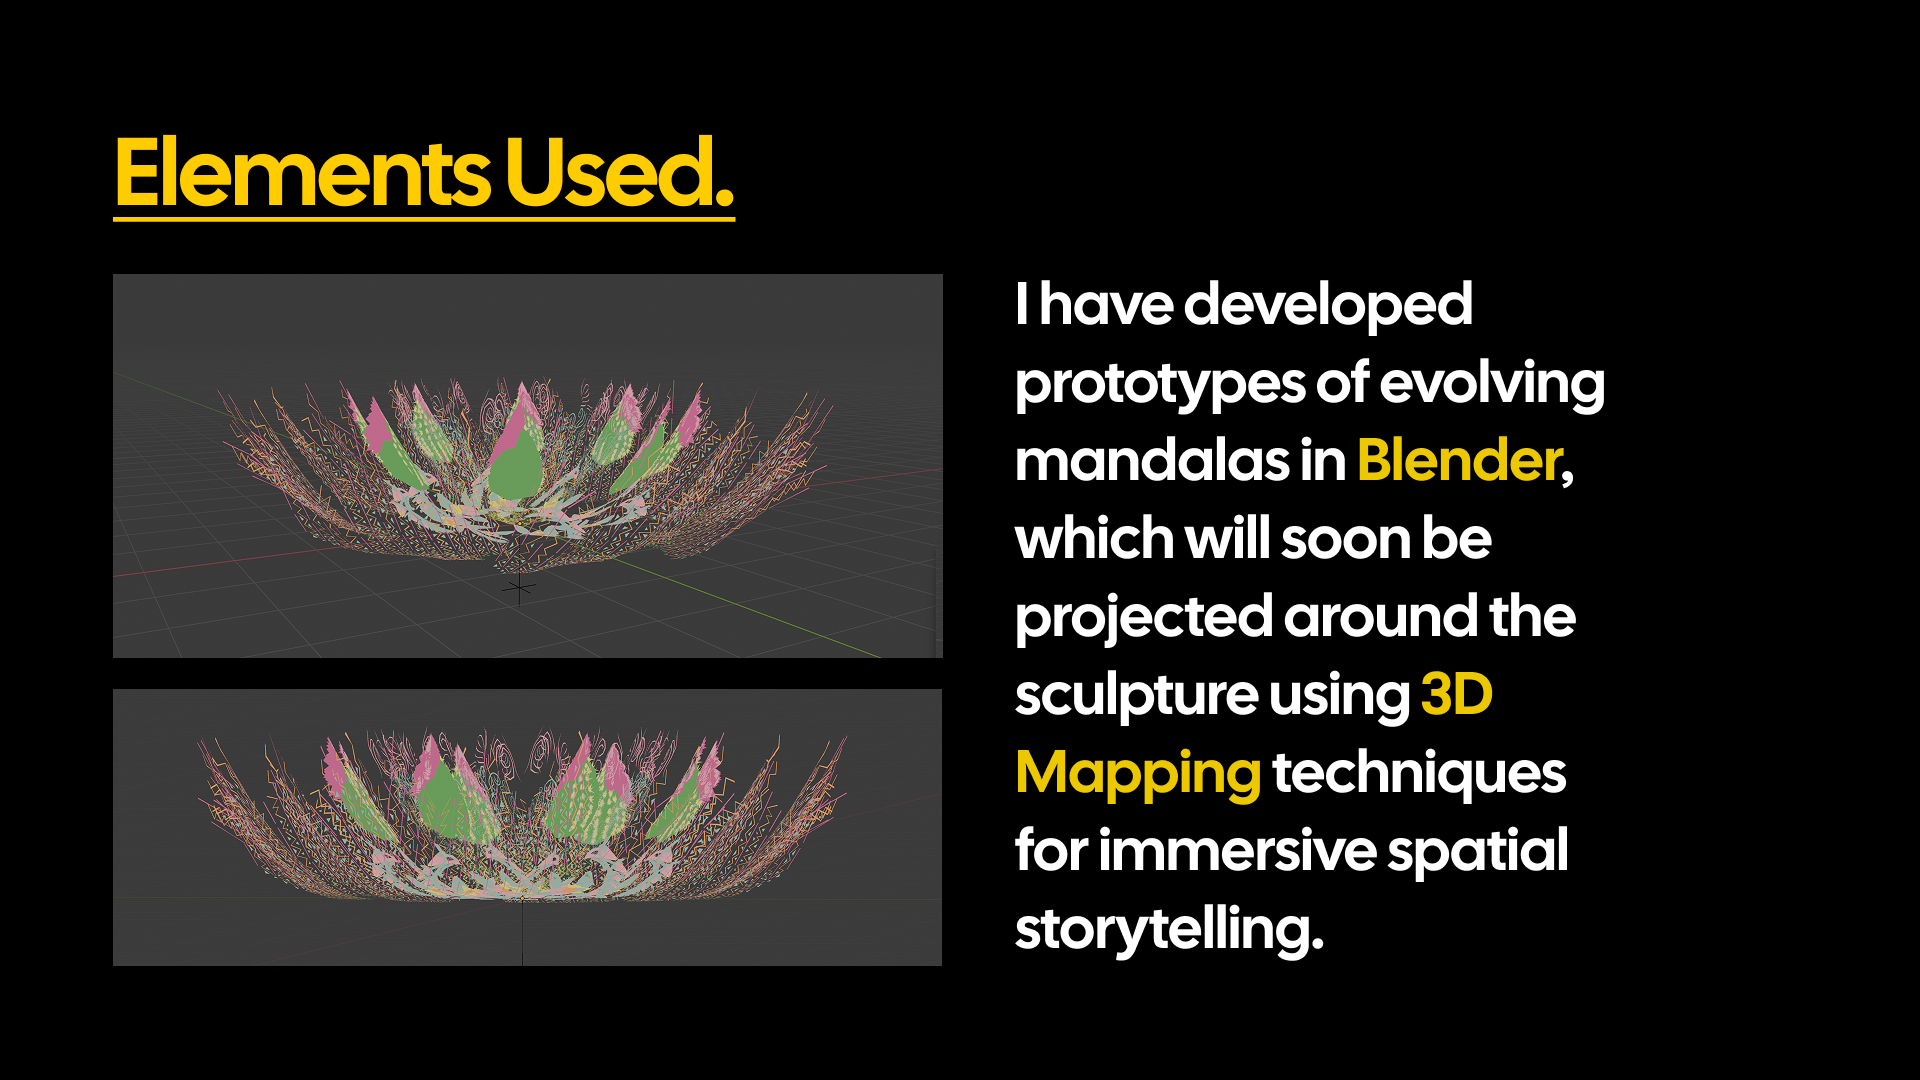 Elements Used.
I have developed
prototypes of evolving
mandalas in Blender,
which will soon be
projected around the
sculpture using 3D
Mapping techniques
for immersive spatial
storytelling.